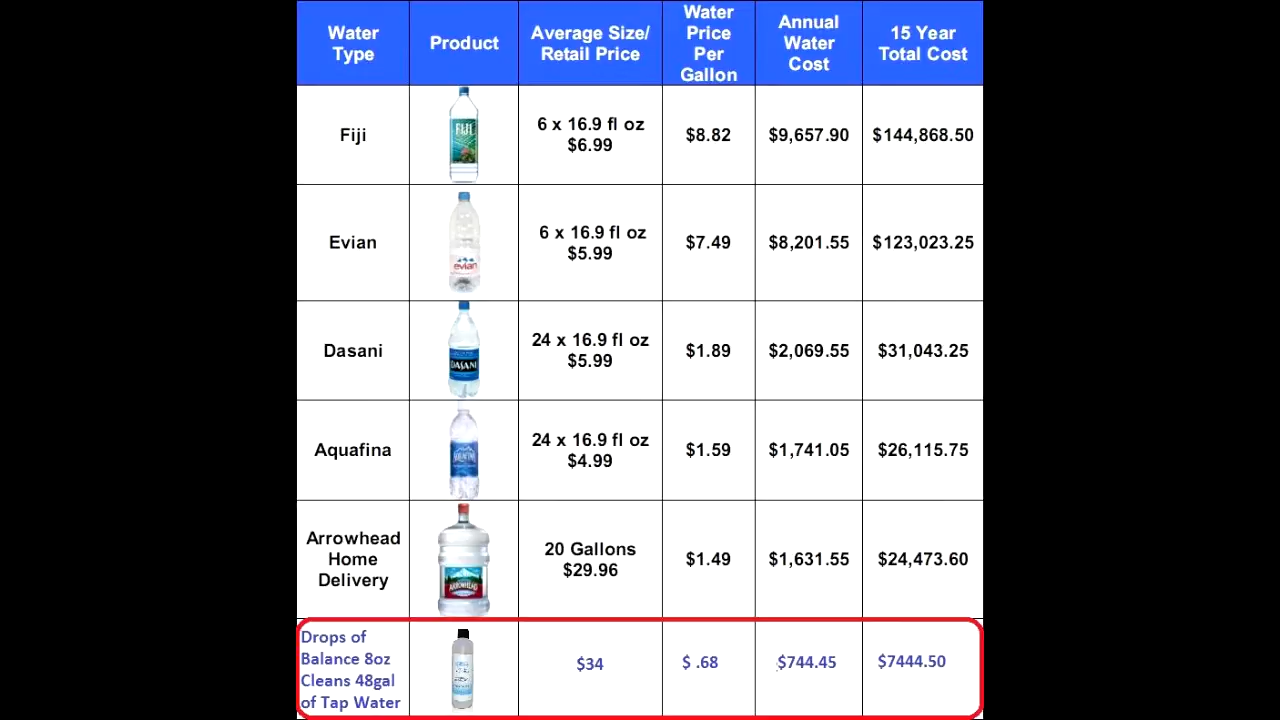 Water
Type
Product
Average Size/
Retail Price
Water
Price
Per
Gallon
Annual
Water
Cost
15 Year
Total Cost
Fiji
FIJI
6 x 16.9 fl oz
$6.99
$8.82
$9,657.90
$144,868.50
Evian
evian
6 x 16.9 fl oz
$5.99
$7.49
$8,201.55
$123,023.25
Dasani
DASANI
24 x 16.9 fl oz
$5.99
$1.89
$2,069.55
$31,043.25
Aquafina
AQUAFINA
24 x 16.9 fl oz
$4.99
$1.59
$1,741.05
$26,115.75
Arrowhead
Home
Delivery
ARROWHEAD
20 Gallons
$29.96
$1.49
$1,631.55
$24,473.60
Drops of
Balance 8oz
Cleans 48gal
of Tap Water
$34
$ .68
$744.45
$7444.50